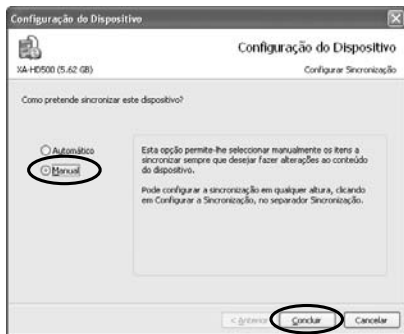 Configuração do Dispositivo
Configuração do Dispositivo
XA-HD500 (5.62 GB)
Configurar Sincronização
Como pretende sincronizar este dispositivo?
Automático
Manual
Esta opção permite-lhe seleccionar manualmente os itens a
sincronizar sempre que desejar fazer alterações ao conteúdo
do dispositivo.
Pode configurar a sincronização em qualquer altura, clicando
em Configurar a Sincronização, no separador Sincronização.
< Anterior
Concluir
Cancelar